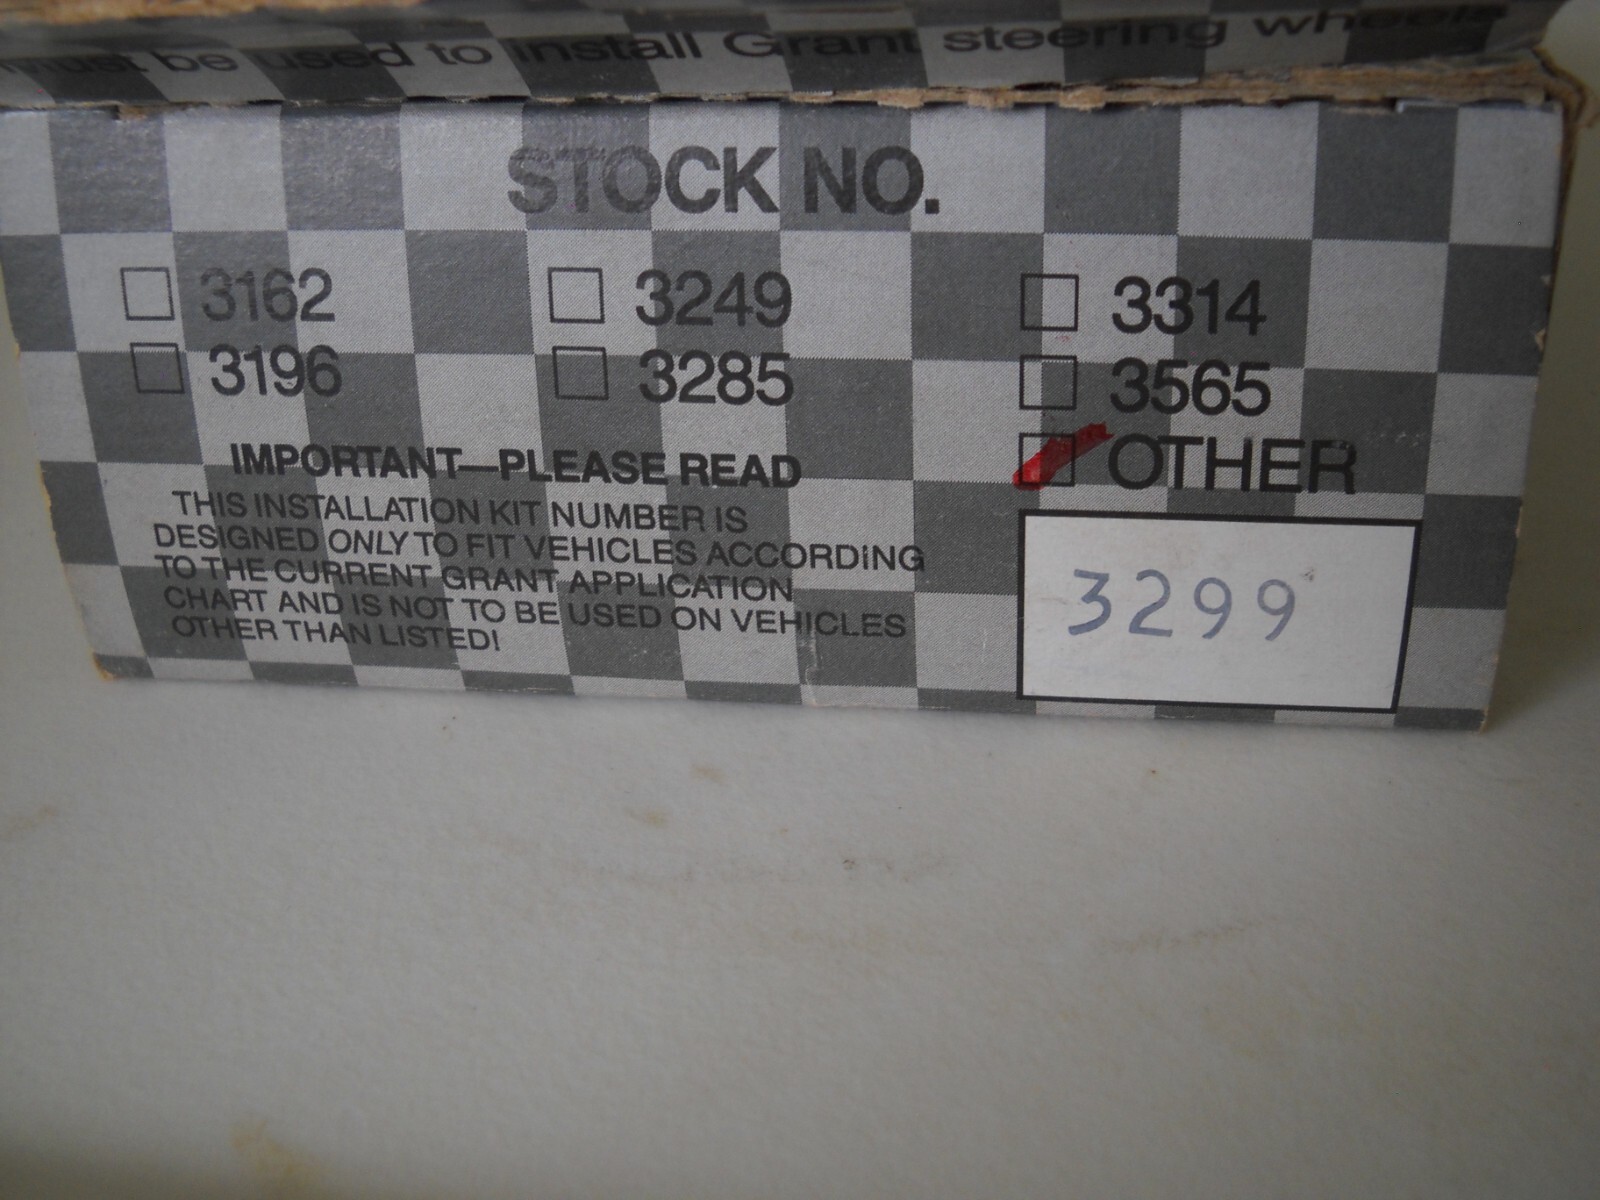 must be used to install Grant steering wheels
STOCK NO.
3162 3249 3314
3196 3285 3565
OTHER
IMPORTANT—PLEASE READ
THIS INSTALLATION KIT NUMBER IS
DESIGNED ONLY TO FIT VEHICLES ACCORDING
TO THE CURRENT GRANT APPLICATION
CHART AND IS NOT TO BE USED ON VEHICLES
OTHER THAN LISTED!
3299